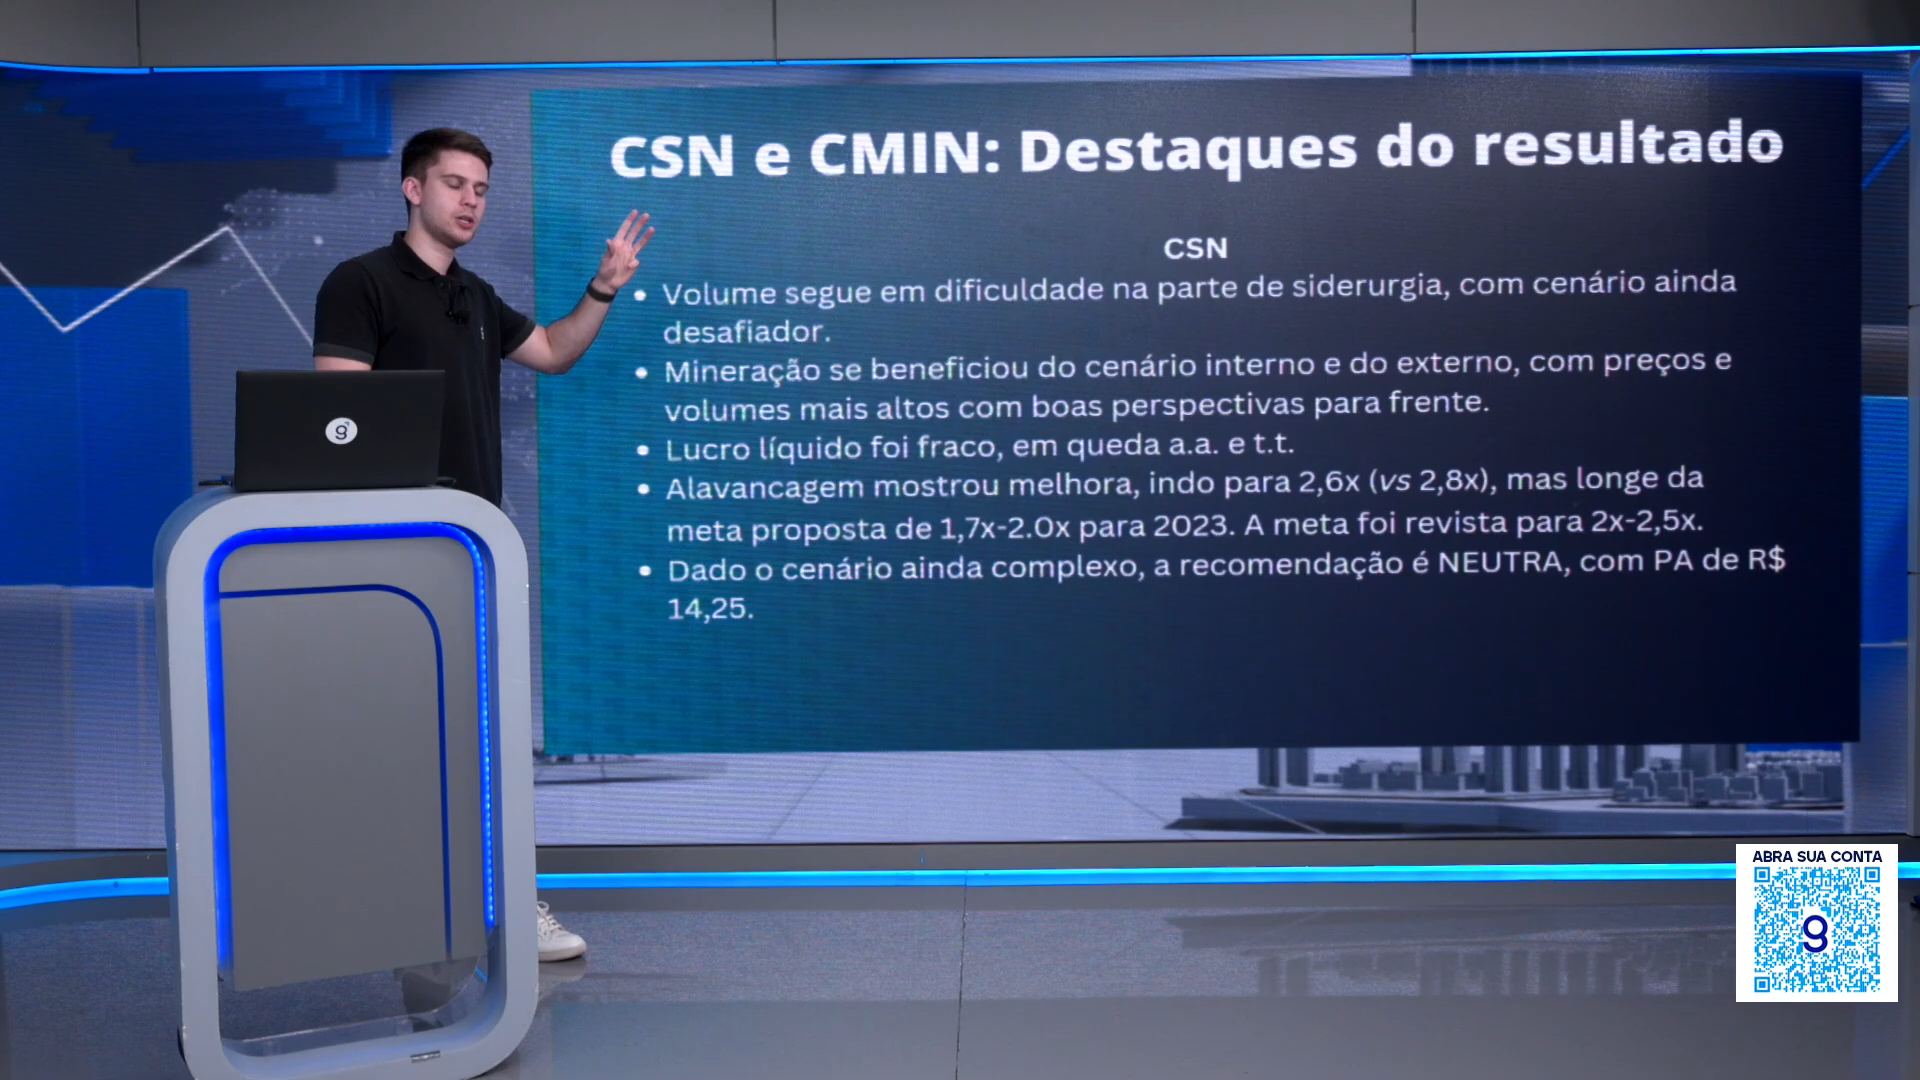 CSN e CMIN: Destaques do resultado
CSN
• Volume segue em dificuldade na parte de siderurgia, com cenário ainda
desafiador.
• Mineração se beneficiou do cenário interno e do externo, com preços e
volumes mais altos com boas perspectivas para frente.
• Lucro líquido foi fraco, em queda a.a. e t.t.
• Alavancagem mostrou melhora, indo para 2,6x (vs 2,8x), mas longe da
meta proposta de 1,7x-2.0x para 2023. A meta foi revista para 2x-2,5x.
• Dado o cenário ainda complexo, a recomendação é NEUTRA, com PA de R$
14,25.
g
ABRA SUA CONTA
g